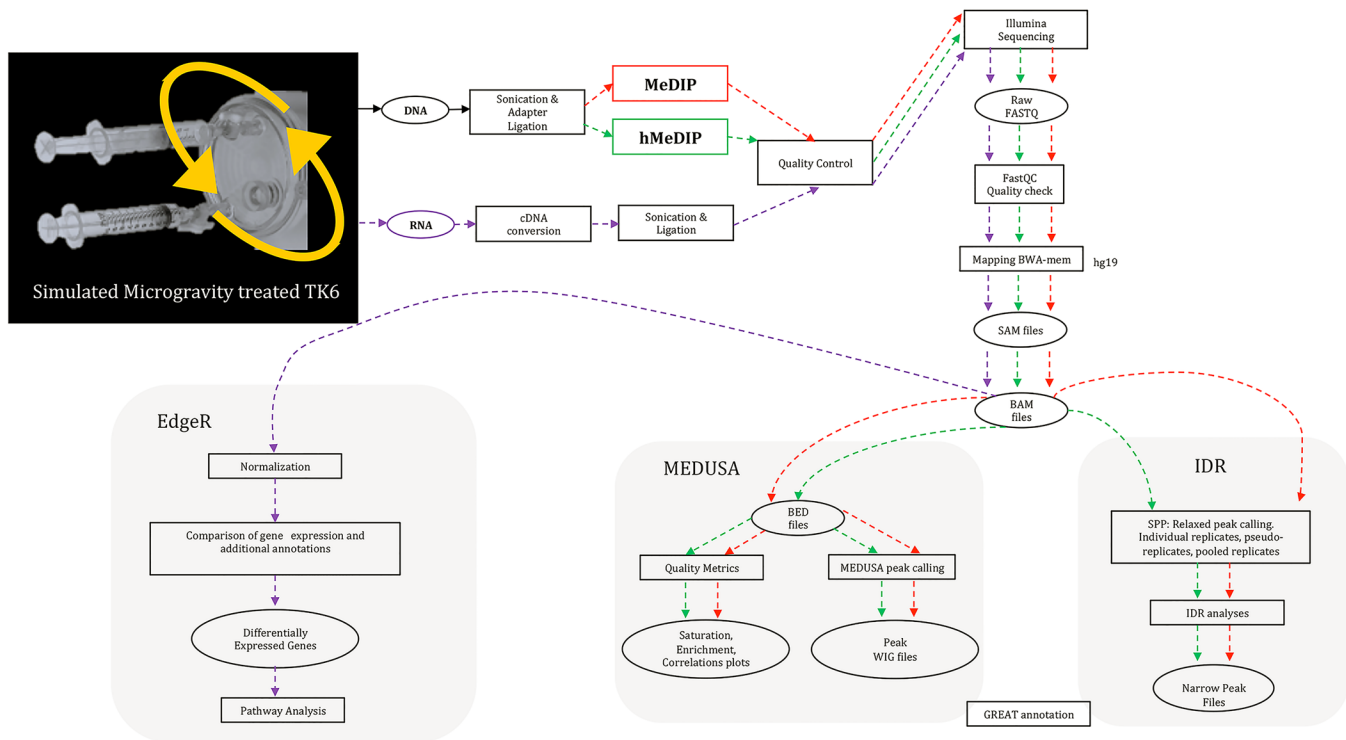 Simulated Microgravity treated TK6
DNA
Sonication &
Adapter
Ligation
MeDIP
hMeDIP
Quality Control
RNA
cDNA
conversion
Sonication &
Ligation
Illumina
Sequencing
Raw
FASTQ
FastQC
Quality check
Mapping BWA-mem
hg19
SAM files
BAM
files
EdgeR
Normalization
Comparison of gene expression and
additional annotations
Differentially
Expressed Genes
Pathway Analysis
MEDUSA
BED
files
Quality Metrics
MEDUSA peak calling
Saturation,
Enrichment,
Correlations plots
Peak
WIG files
IDR
SPP: Relaxed peak calling.
Individual replicates, pseudo-
replicates, pooled replicates
IDR analyses
Narrow Peak
Files
GREAT annotation